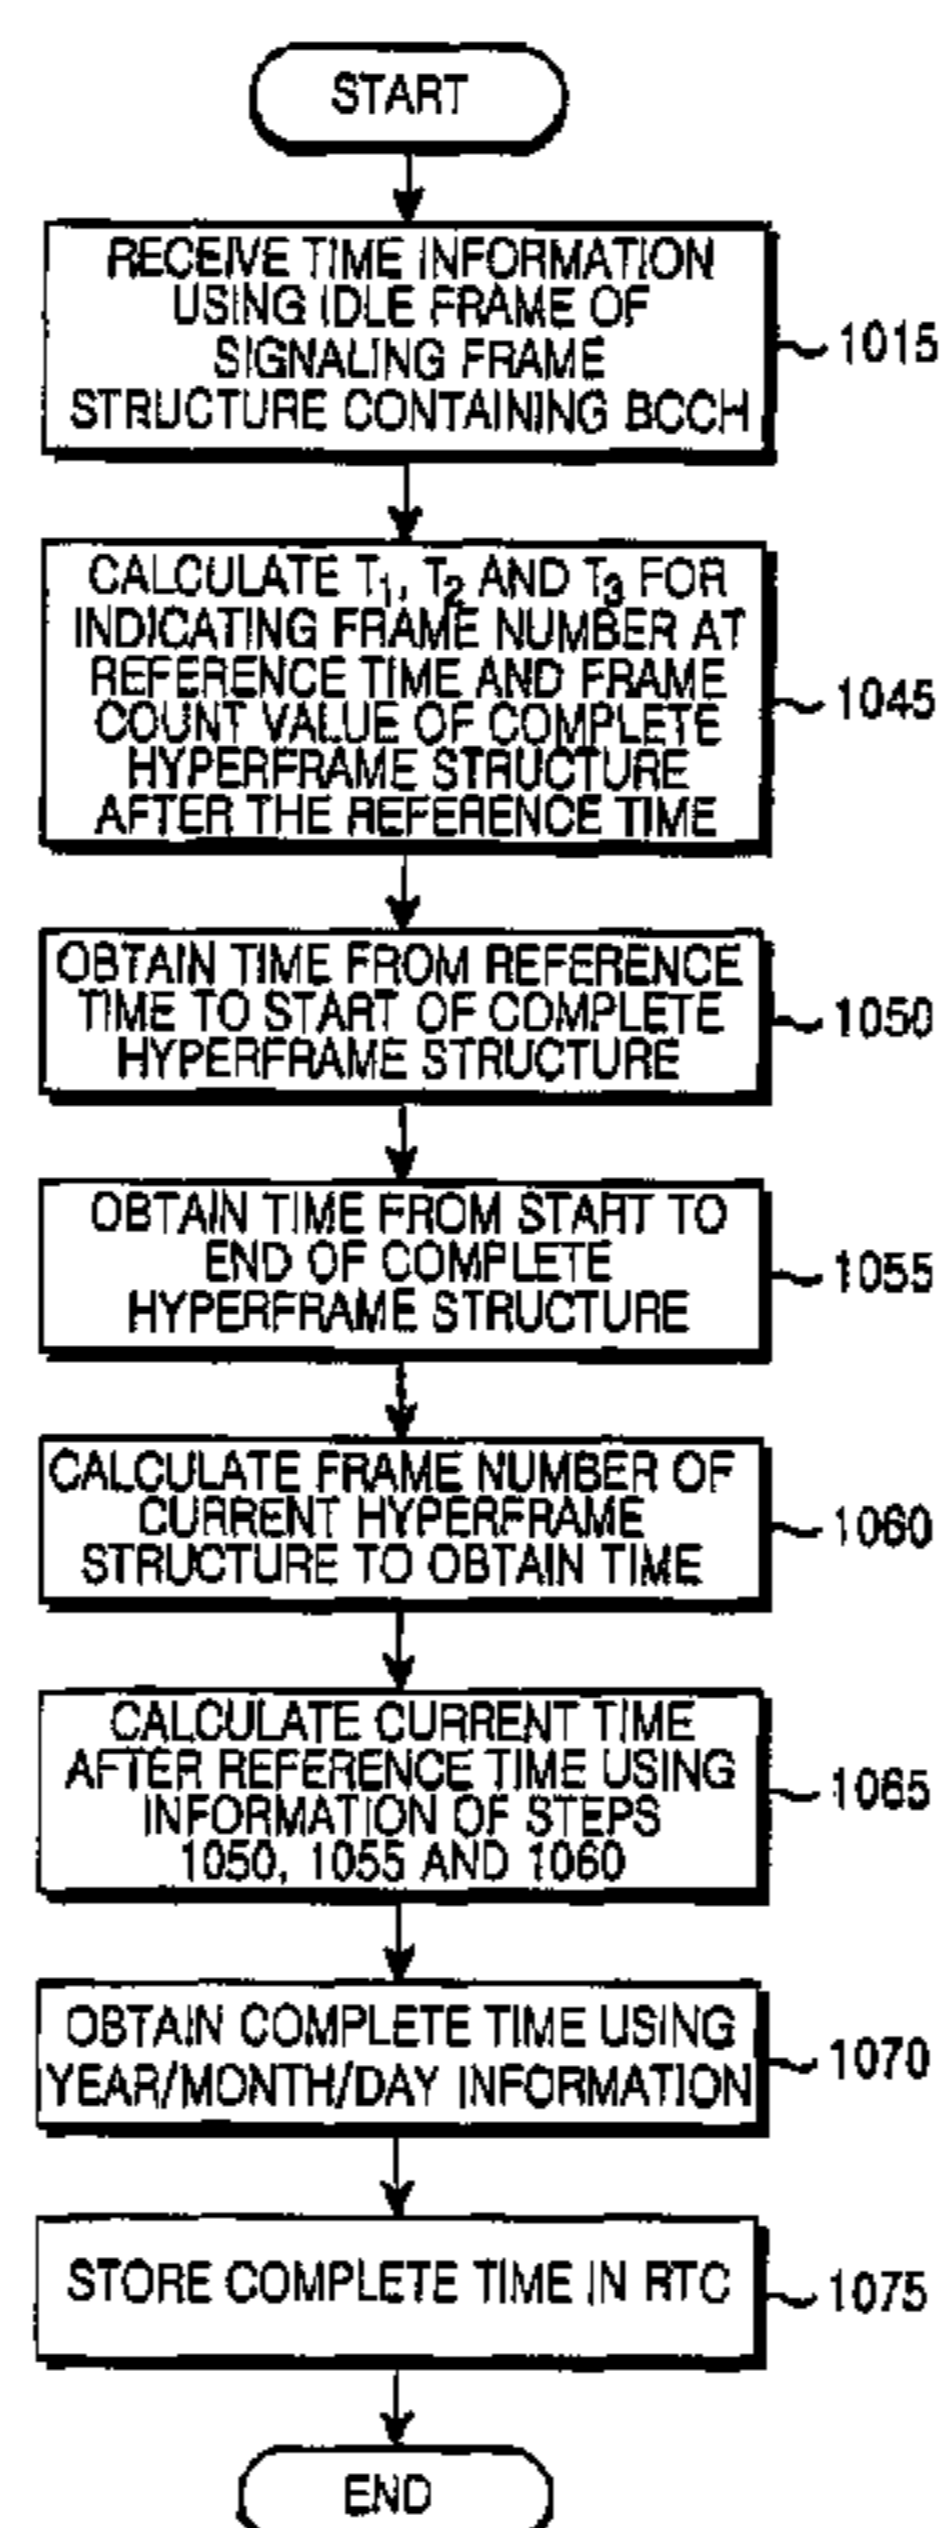 START
RECEIVE TIME INFORMATION
USING IDLE FRAME OF
SIGNALING FRAME
STRUCTURE CONTAINING BCCH
1015
CALCULATE T1, T2 AND T3 FOR
INDICATING FRAME NUMBER AT
REFERENCE TIME AND FRAME
COUNT VALUE OF COMPLETE
HYPERFRAME STRUCTURE
AFTER THE REFERENCE TIME
1045
OBTAIN TIME FROM REFERENCE
TIME TO START OF COMPLETE
HYPERFRAME STRUCTURE
1050
OBTAIN TIME FROM START TO
END OF COMPLETE
HYPERFRAME STRUCTURE
1055
CALCULATE FRAME NUMBER OF
CURRENT HYPERFRAME
STRUCTURE TO OBTAIN TIME
1060
CALCULATE CURRENT TIME
AFTER REFERENCE TIME USING
INFORMATION OF STEPS
1050, 1055 AND 1060
1065
OBTAIN COMPLETE TIME USING
YEAR/MONTH/DAY INFORMATION
1070
STORE COMPLETE TIME IN RTC
1075
END